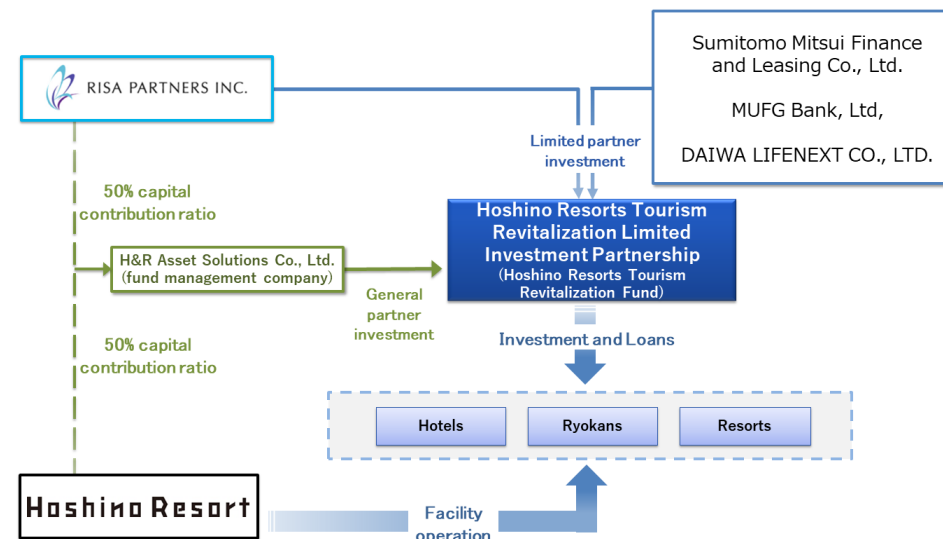 RISA PARTNERS INC.
Sumitomo Mitsui Finance
and Leasing Co., Ltd.
MUFG Bank, Ltd,
DAIWA LIFENEXT CO., LTD.
Limited partner
investment
50% capital
contribution ratio
Hoshino Resorts Tourism
Revitalization Limited
Investment Partnership
(Hoshino Resorts Tourism
Revitalization Fund)
H&R Asset Solutions Co., Ltd.
(fund management company)
General
partner
investment
50% capital
contribution ratio
Investment and Loans
Hotels
Ryokans
Resorts
Hoshino Resort
Facility
operation